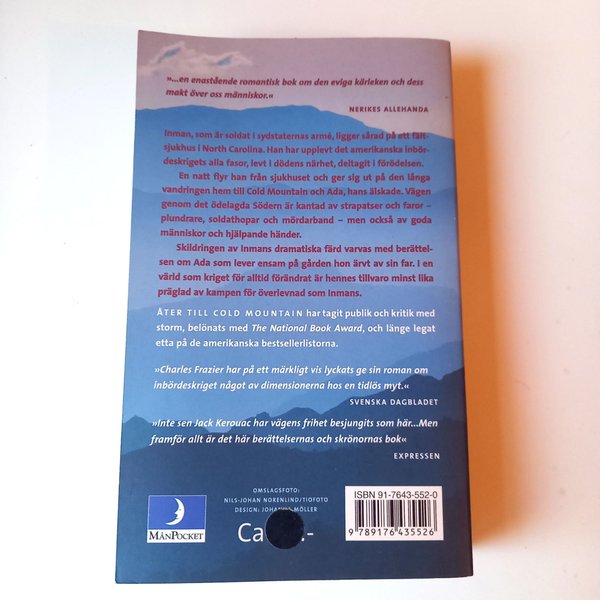 »...en enastående romantisk bok om den eviga kärleken och dess
makt över oss människor.«
NERIKES ALLEHANDA
Inman, som är soldat i sydstaternas armé, ligger sårad på ett fält-
sjukhus i North Carolina. Han har upplevt det amerikanska inbör-
deskrigets alla fasor, levt i dödens närhet, deltagit i förödelsen.
En natt flyr han från sjukhuset och ger sig ut på den långa
vandringen hem till Cold Mountain och Ada, hans älskade. Vägen
genom det ödelagda Södern är kantad av strapatser och faror –
plundrare, soldathopar och mördarband – men också av goda
människor och hjälpande händer.
Skildringen av Inmans dramatiska färd varvas med berättel-
sen om Ada som lever ensam på gården hon ärvt av sin far. I en
värld som kriget för alltid förändrat är hennes tillvaro minst lika
präglad av kampen för överlevnad som Inmans.
ÅTER TILL COLD MOUNTAIN har tagit publik och kritik med
storm, belönats med The National Book Award, och länge legat
etta på de amerikanska bestsellerlistorna.
»Charles Frazier har på ett märkligt vis lyckats ge sin roman om
inbördeskriget något av dimensionerna hos en tidlös myt.«
SVENSKA DAGBLADET
»Inte sen Jack Kerouac har vägens frihet besjungits som här...Men
framför allt är det här berättelsernas och skrönornas bok«
EXPRESSEN
OMSLAGSFOTO:
NILS-JOHAN NORENLIND/TIOFOTO
DESIGN: MÖLLER
Ca .-
MÅNPOCKET
ISBN 91-7643-552-0
9 789176 435526